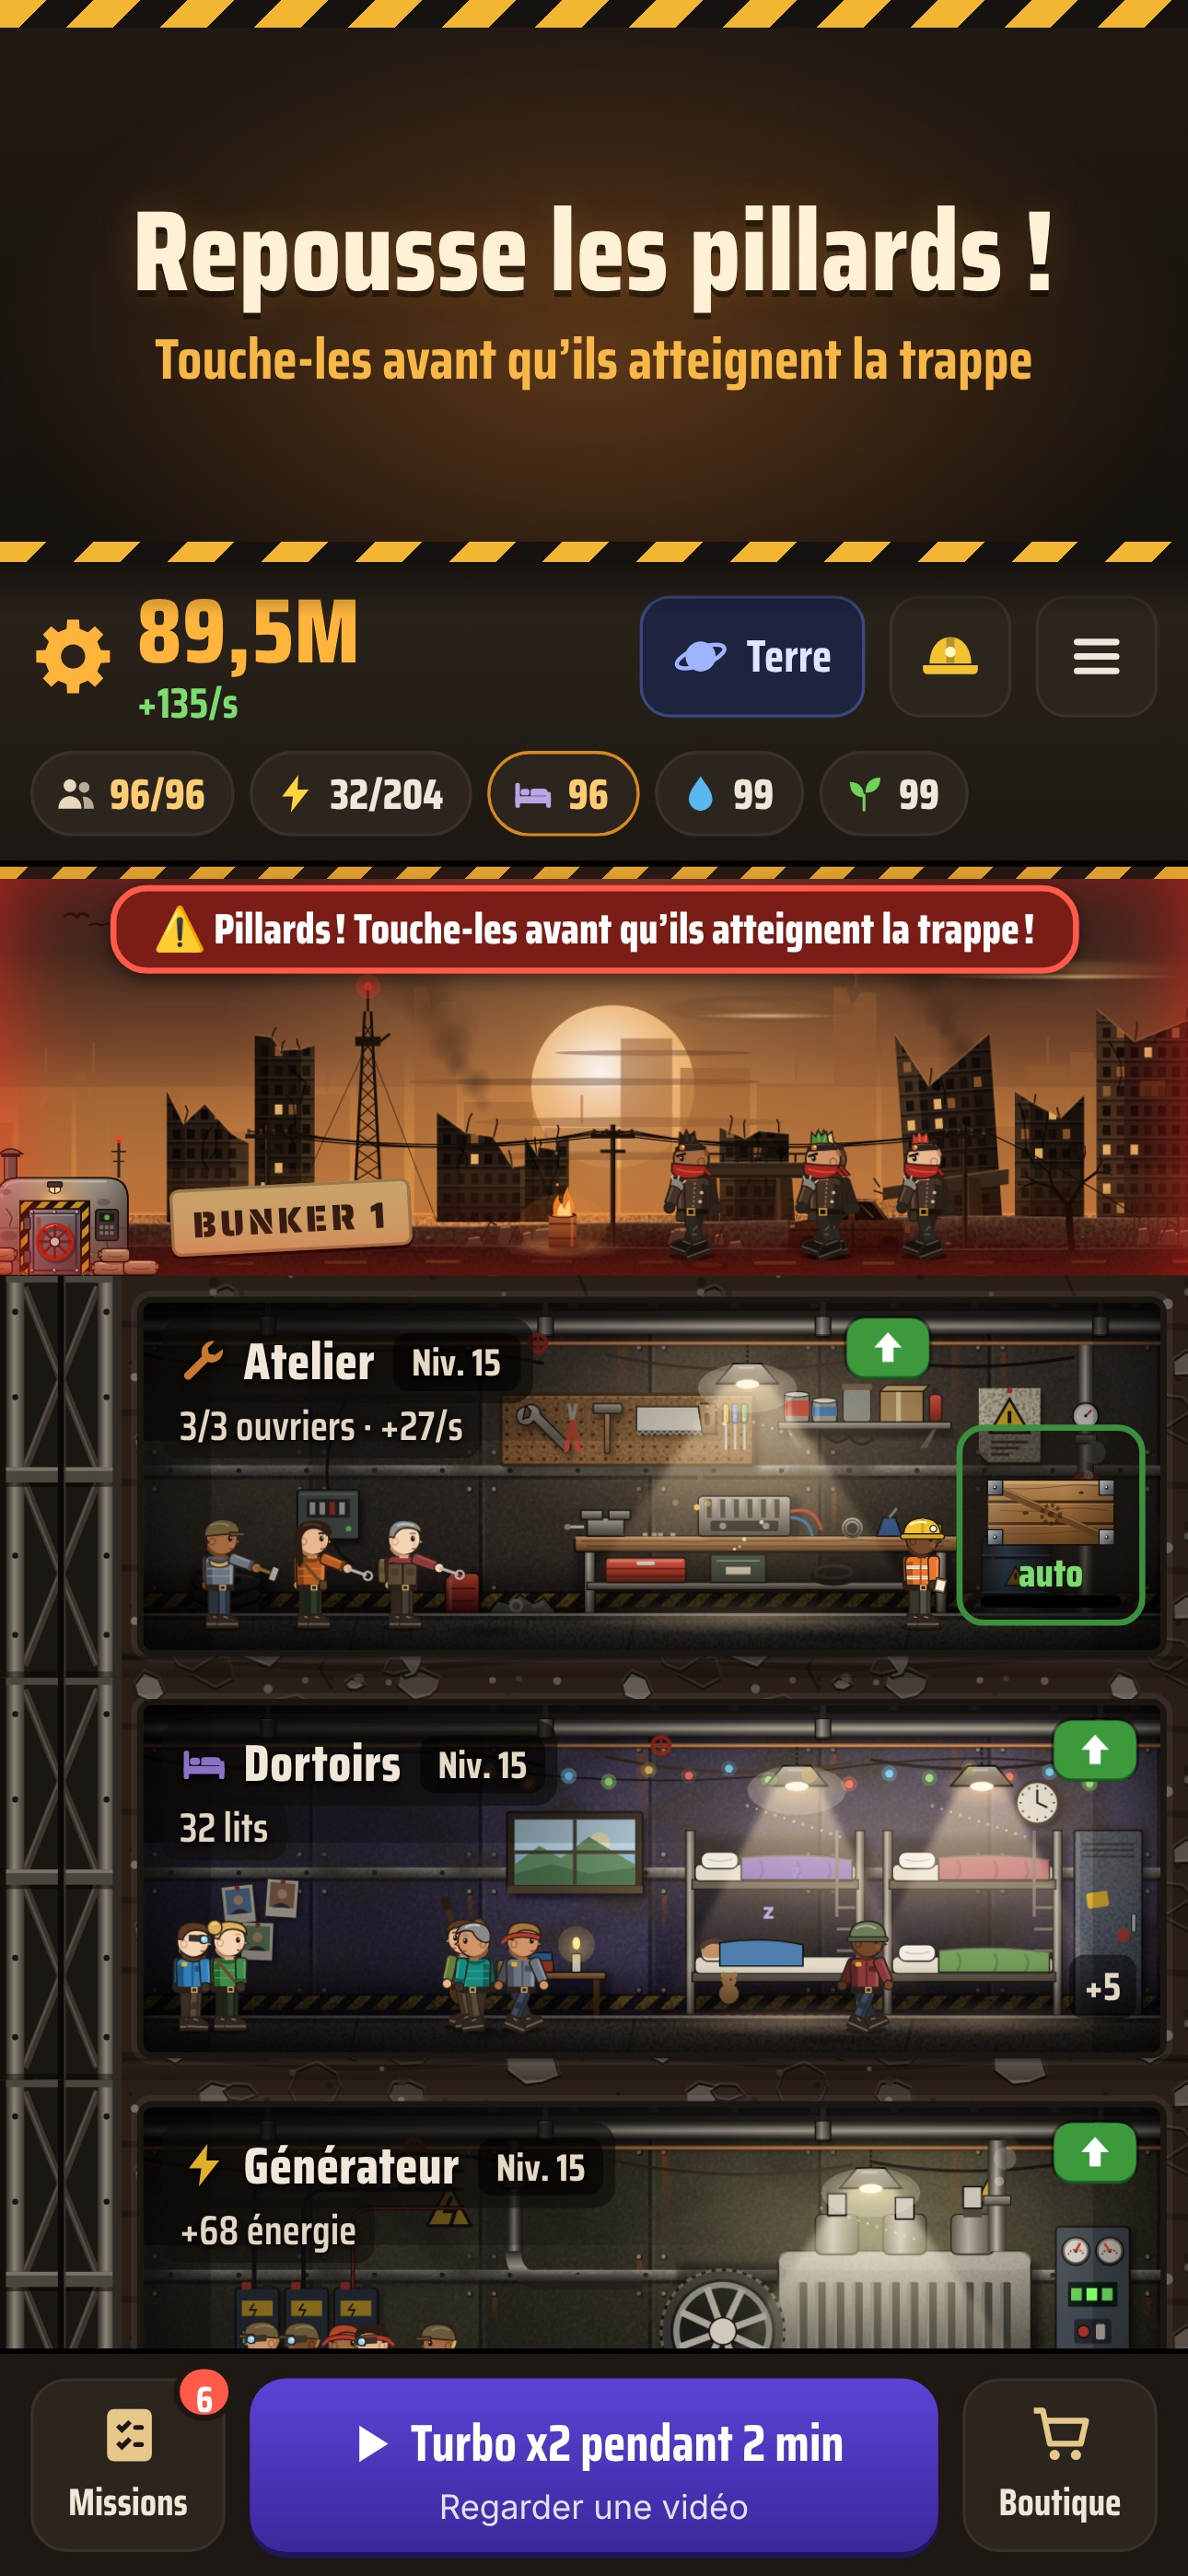 Repousse les pillards !
Touche-les avant qu’ils atteignent la trappe
89,5M
+135/s
Terre
96/96
32/204
96
99
99
⚠️ Pillards ! Touche-les avant qu’ils atteignent la trappe !
BUNKER 1
Atelier Niv. 15
3/3 ouvriers · +27/s
auto
Dortoirs Niv. 15
32 lits
z
+5
Générateur Niv. 15
+68 énergie
6
Missions
Turbo x2 pendant 2 min
Regarder une vidéo
Boutique